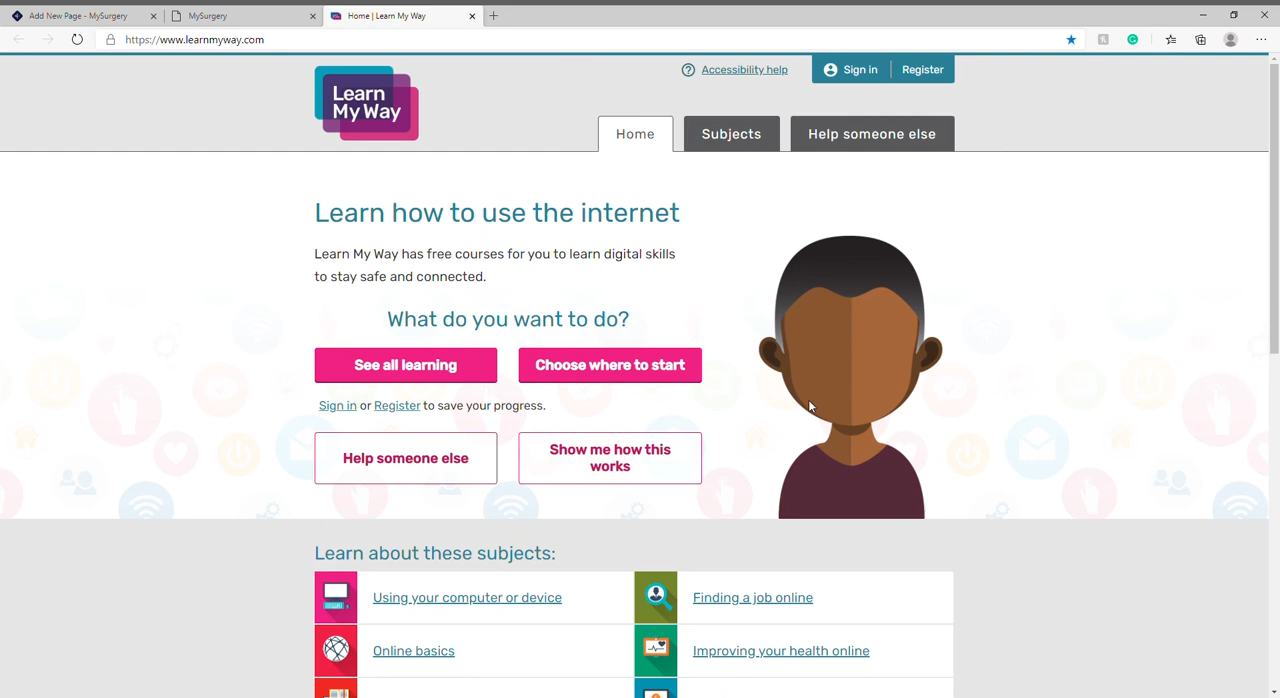 Add New Page - MySurgery
MySurgery
Home | Learn My Way
https://www.learnmyway.com
Learn
My Way
Accessibility help
Sign in
Register
Home
Subjects
Help someone else
Learn how to use the internet
Learn My Way has free courses for you to learn digital skills
to stay safe and connected.
What do you want to do?
See all learning
Choose where to start
Sign in or Register to save your progress.
Help someone else
Show me how this
works
Learn about these subjects:
Using your computer or device
Finding a job online
Online basics
Improving your health online